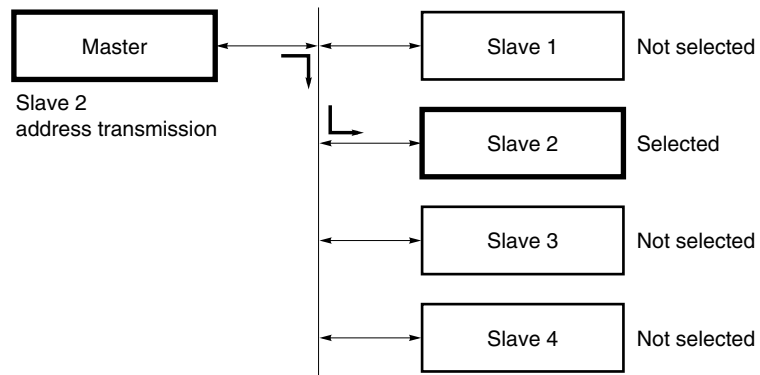 Master
Slave 1
Not selected
Slave 2
address transmission
Slave 2
Selected
Slave 3
Not selected
Slave 4
Not selected